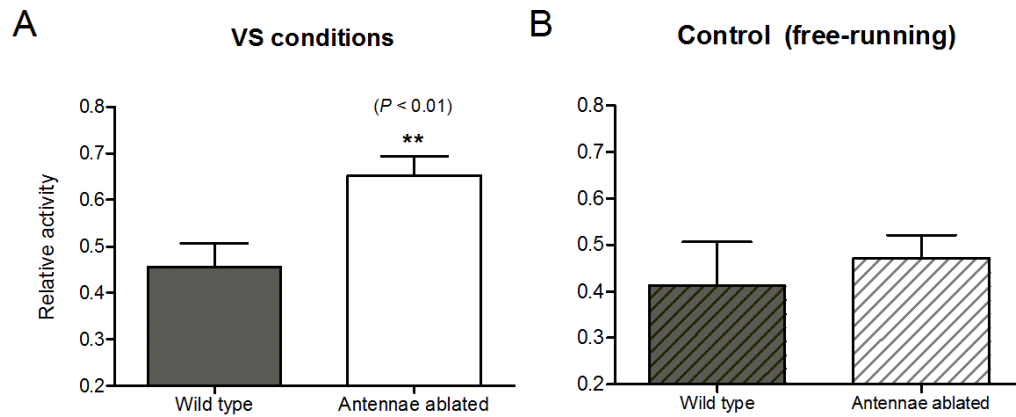 A
VS conditions
(P < 0.01)
**
Relative activity
0.8
0.7
0.6
0.5
0.4
0.3
0.2
Wild type
Antennae ablated
B
Control (free-running)
0.8
0.7
0.6
0.5
0.4
0.3
0.2
Wild type
Antennae ablated